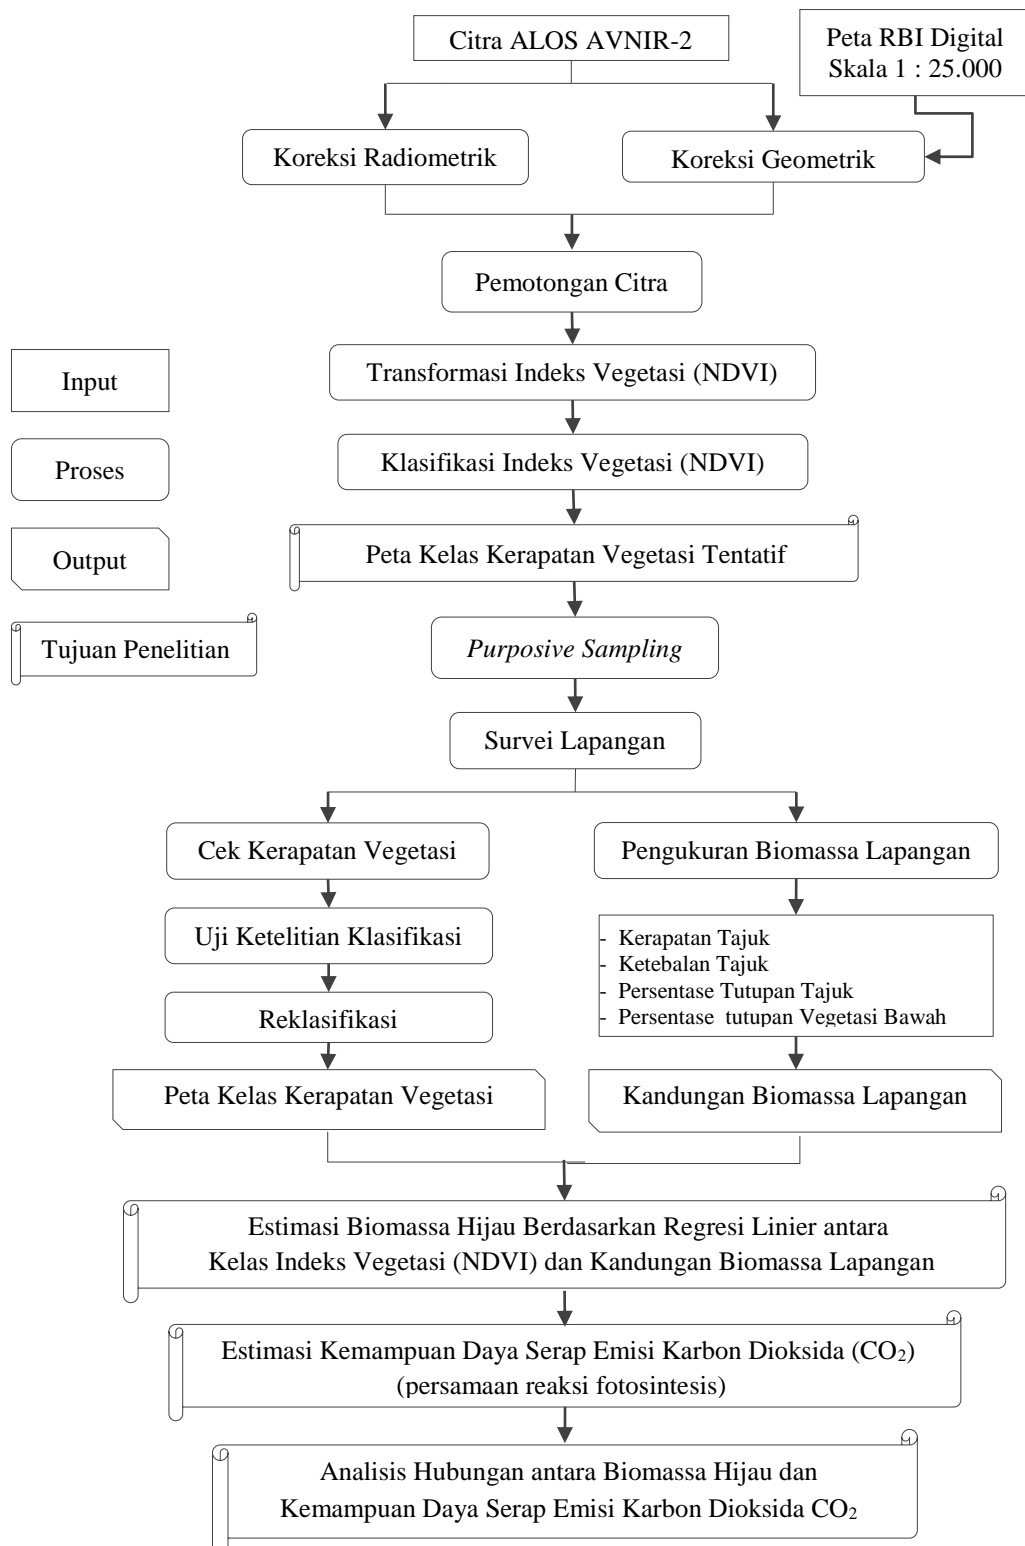 Citra ALOS AVNIR-2
Peta RBI Digital
Skala 1 : 25.000
Koreksi Radiometrik
Koreksi Geometrik
Pemotongan Citra
Transformasi Indeks Vegetasi (NDVI)
Klasifikasi Indeks Vegetasi (NDVI)
Peta Kelas Kerapatan Vegetasi Tentatif
Purposive Sampling
Survei Lapangan
Input
Proses
Output
Tujuan Penelitian
Cek Kerapatan Vegetasi
Uji Ketelitian Klasifikasi
Reklasifikasi
Peta Kelas Kerapatan Vegetasi
Pengukuran Biomassa Lapangan
- Kerapatan Tajuk
- Ketebalan Tajuk
- Persentase Tutupan Tajuk
- Persentase tutupan Vegetasi Bawah
Kandungan Biomassa Lapangan
Estimasi Biomassa Hijau Berdasarkan Regresi Linier antara
Kelas Indeks Vegetasi (NDVI) dan Kandungan Biomassa Lapangan
Estimasi Kemampuan Daya Serap Emisi Karbon Dioksida (CO₂)
(persamaan reaksi fotosintesis)
Analisis Hubungan antara Biomassa Hijau dan
Kemampuan Daya Serap Emisi Karbon Dioksida CO₂